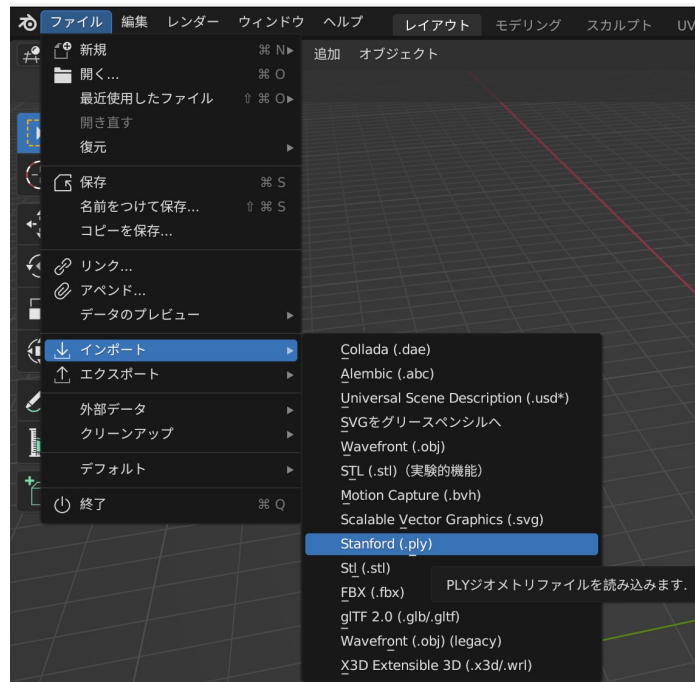 ファイル 編集 レンダー ウィンドウ ヘルプ レイアウト モデリング スカルプト UV
追加 オブジェクト
新規 ⌘ N▶
開く... ⌘ O
最近使用したファイル ⇧ ⌘ O▶
開き直す
復元 ▶
保存 ⌘ S
名前をつけて保存... ⇧ ⌘ S
コピーを保存...
リンク...
アペンド...
データのプレビュー ▶
インポート ▶
エクスポート ▶
外部データ ▶
クリーンアップ ▶
デフォルト ▶
終了 ⌘ Q
Collada (.dae)
Alembic (.abc)
Universal Scene Description (.usd*)
SVGをグリースペンシルへ
Wavefront (.obj)
STL (.stl)（実験的機能）
Motion Capture (.bvh)
Scalable Vector Graphics (.svg)
Stanford (.ply)
Stl (.stl)
PLYジオメトリファイルを読み込みます.
FBX (.fbx)
glTF 2.0 (.glb/.gltf)
Wavefront (.obj) (legacy)
X3D Extensible 3D (.x3d/.wrl)